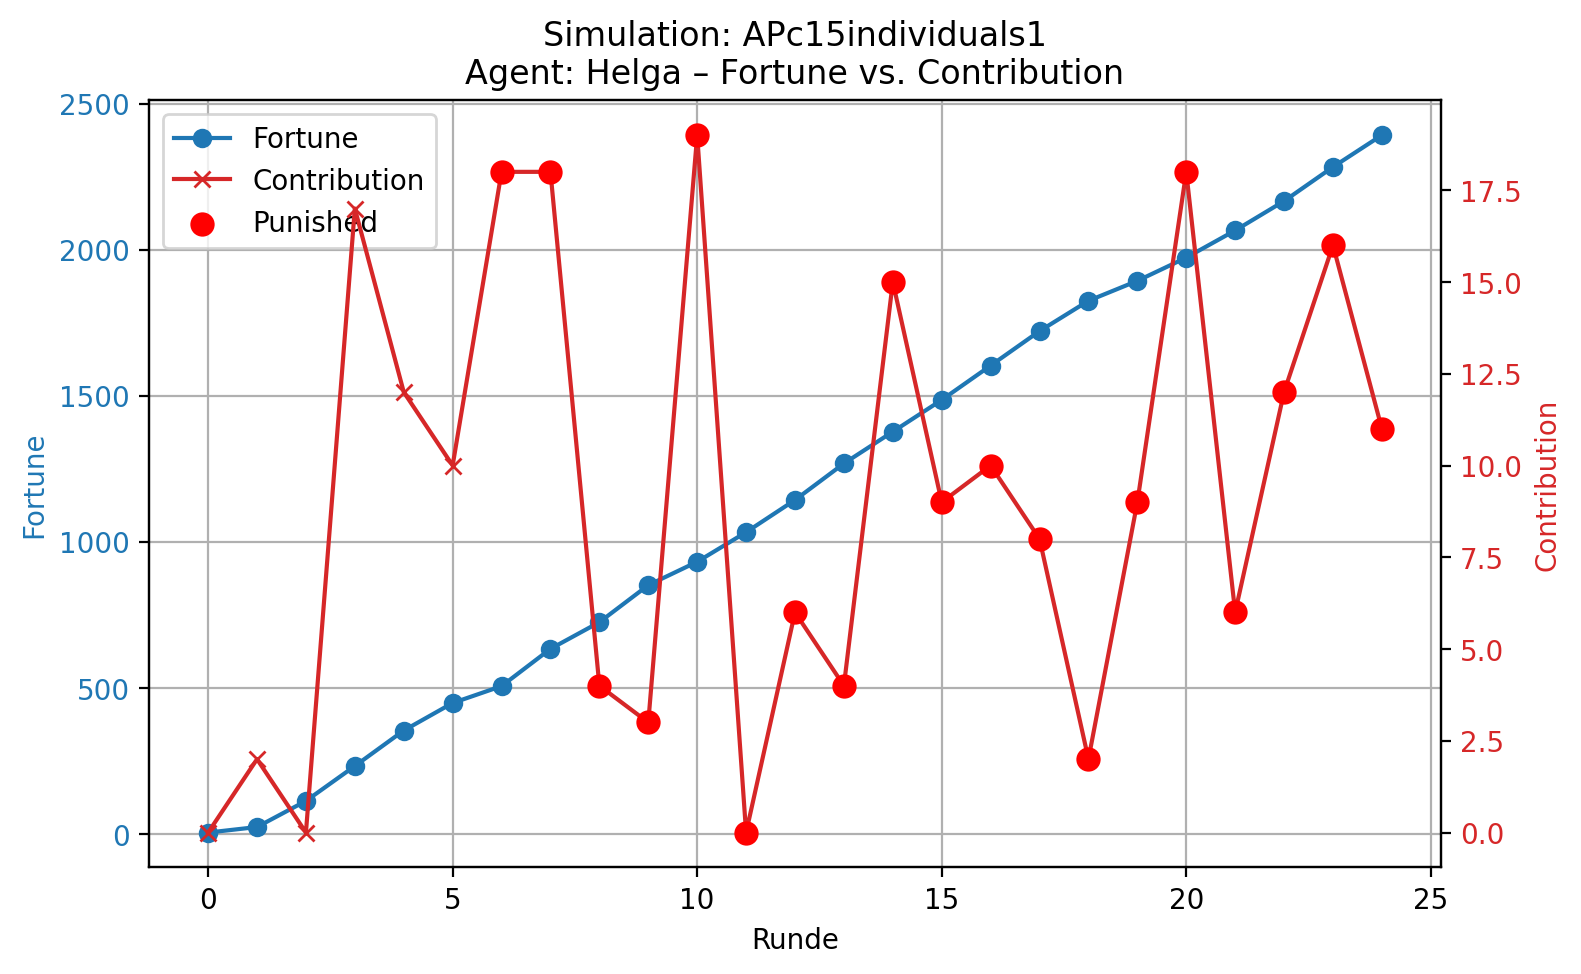 Simulation: APc15individuals1
Agent: Helga – Fortune vs. Contribution
Fortune
Contribution
Punished
2500
2000
1500
1000
500
0
Fortune
17.5
15.0
12.5
10.0
7.5
5.0
2.5
0.0
Contribution
0 5 10 15 20 25
Runde